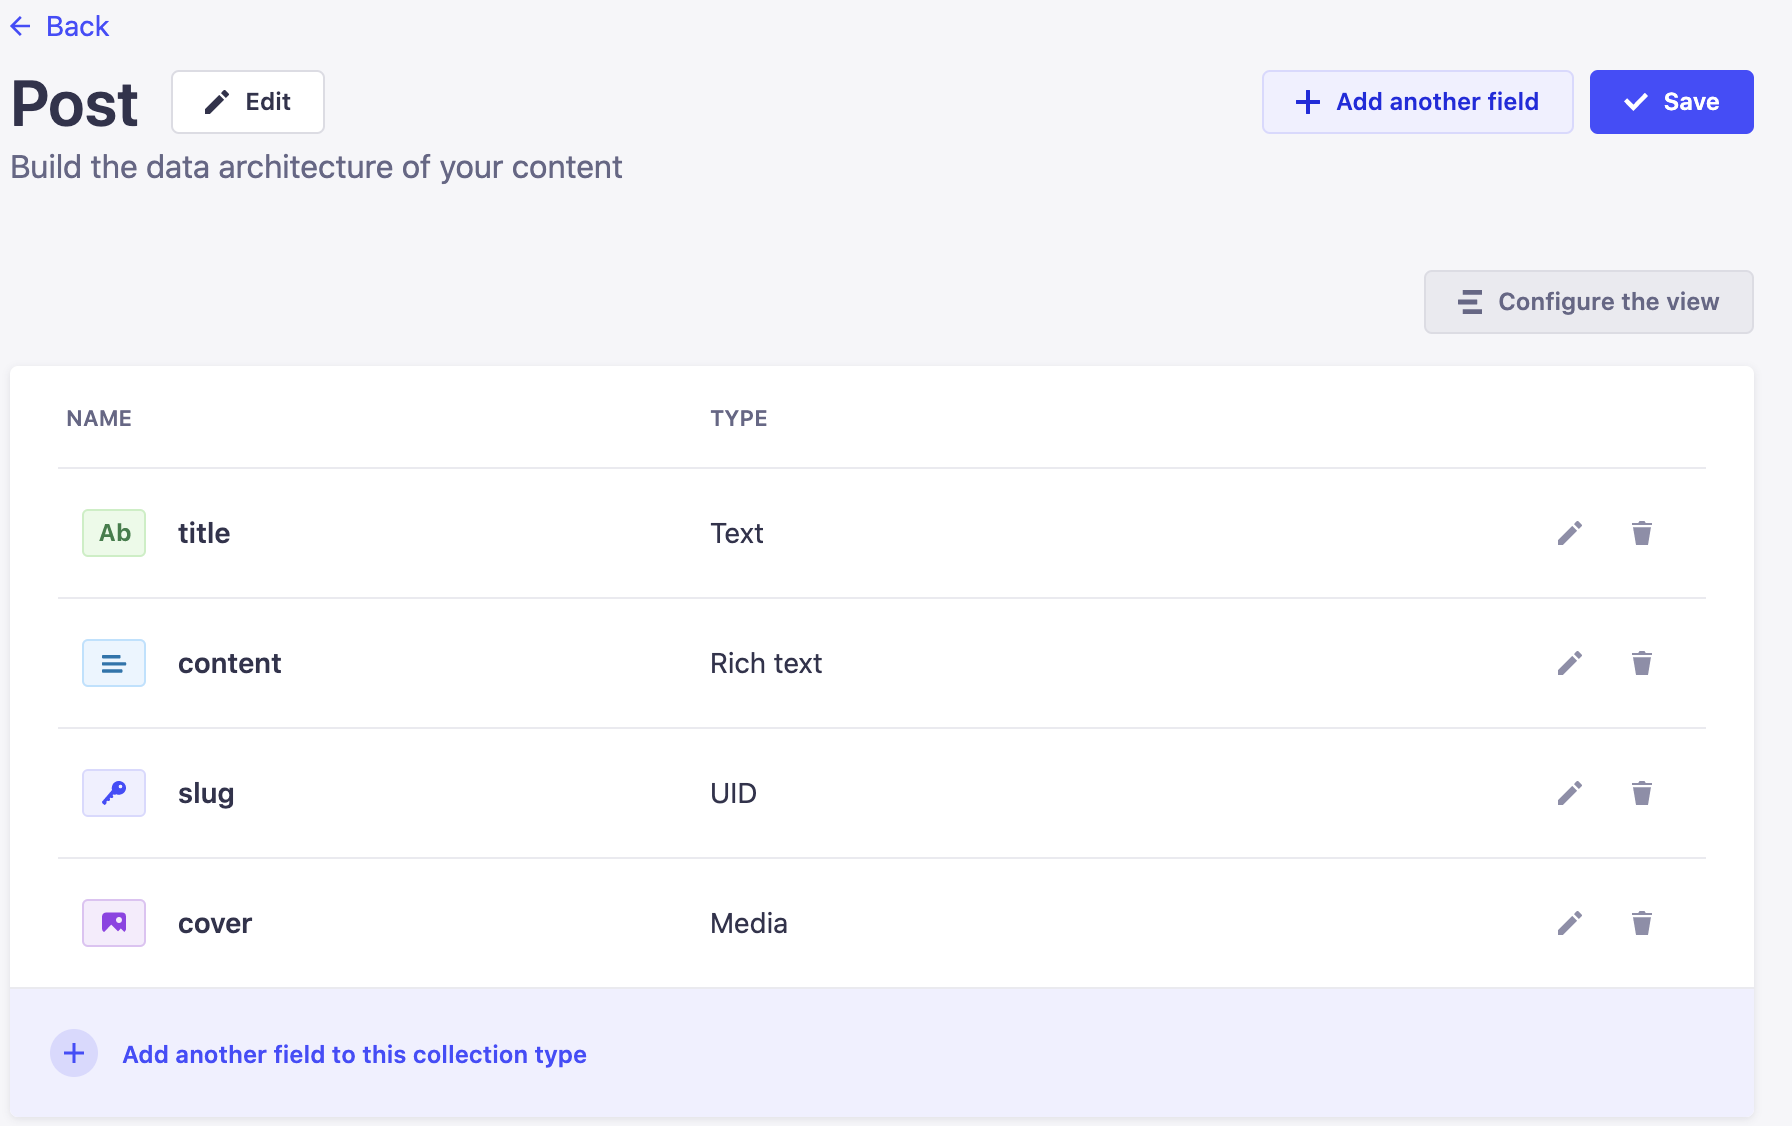 Back
Post
Edit
Add another field
Save
Build the data architecture of your content
Configure the view
NAME
TYPE
Ab
title
Text
content
Rich text
slug
UID
cover
Media
Add another field to this collection type